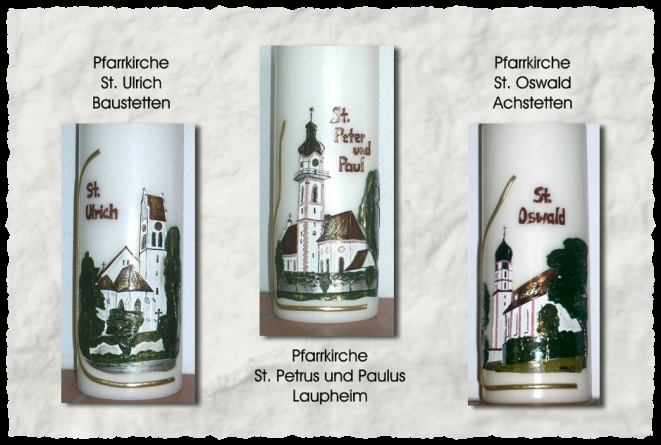 Pfarrkirche
St. Ulrich
Baustetten
St.
Ulrich
St.
Peter
und
Paul
Pfarrkirche
St. Petrus und Paulus
Laupheim
Pfarrkirche
St. Oswald
Achstetten
St.
Oswald